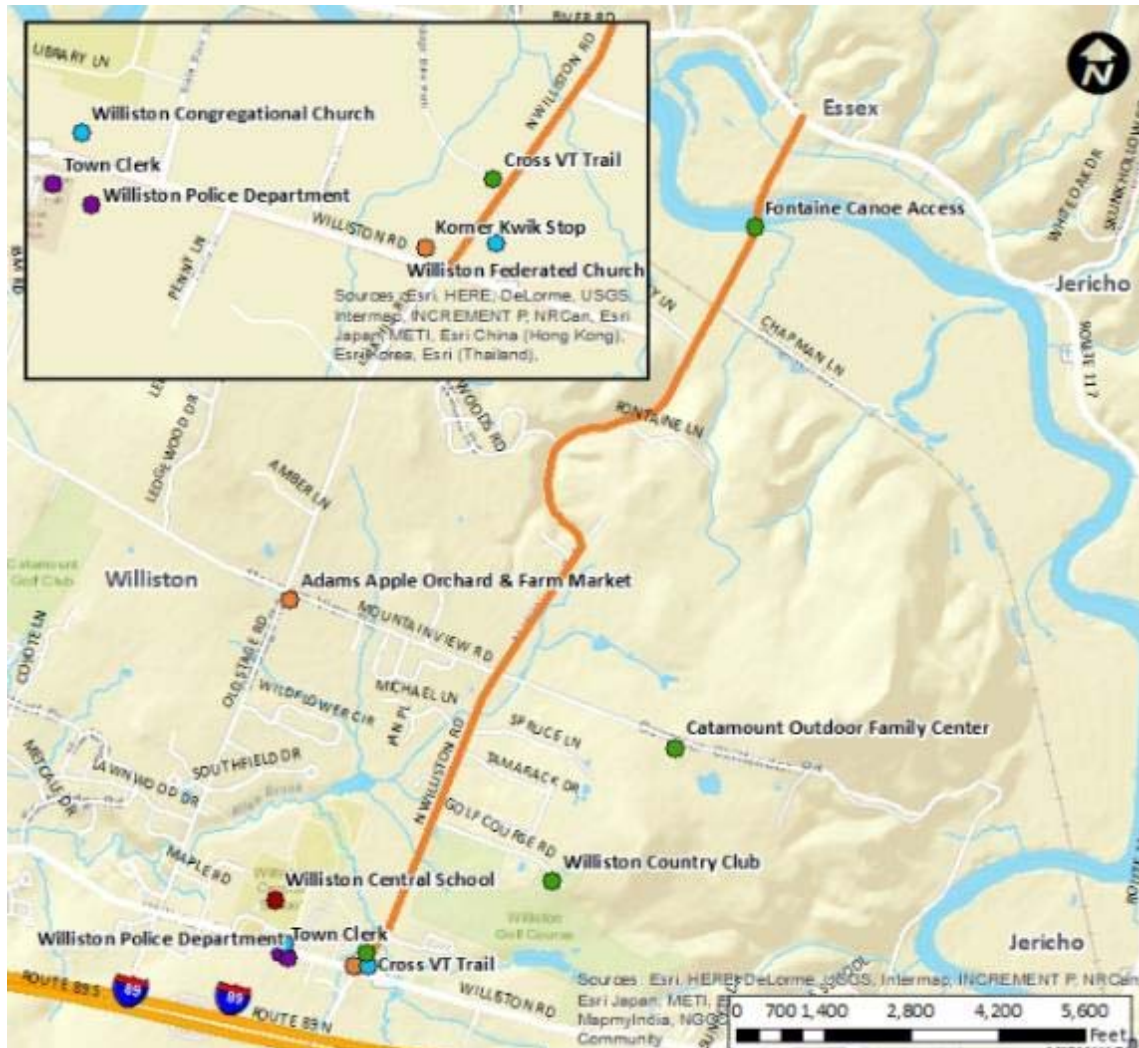 RIVER RD
LIBRARY LN
N WILLISTON RD
Williston Congregational Church
Essex
Cross VT Trail
Town Clerk
Williston Police Department
WHITE OAK DR
SKUNK HOLLOW
Fontaine Canoe Access
WILLISTON RD
Korner Kwik Stop
PENNY LN
Williston Federated Church
Jericho
Sources: Esri, HERE, DeLorme, USGS,
Intermap, INCREMENT P, NRCan, Esri
Japan, METI, Esri China (Hong Kong),
Esri Korea, Esri (Thailand),
CHAPMAN LN
ROUTE 117
WOODS RD
FONTAINE LN
LEDGEWOOD DR
AMBER LN
Catamount
Golf Club
Williston
Adams Apple Orchard & Farm Market
MOUNTAINVIEW RD
COYOTE LN
OLD STAGE RD
WILDFLOWER CIR
MICHAEL LN
SPRUCE LN
Catamount Outdoor Family Center
METCALF DR
LAWNWOOD DR
SOUTHFIELD DR
TAMARACK DR
Allen Brook
N WILLISTON RD
GOLF COURSE RD
MAPLE RD
Williston Country Club
Williston Central School
Williston
Golf Course
Williston Police Department
Town Clerk
Cross VT Trail
Jericho
WILLISTON RD
ROUTE 89 S
89
89
ROUTE 89 N
Sources: Esri, HERE, DeLorme, USGS, Intermap, INCREMENT P, NRCan
Esri Japan, METI, E
MapmyIndia, NGCC
Community
0 700 1,400 2,800 4,200 5,600
Feet
N